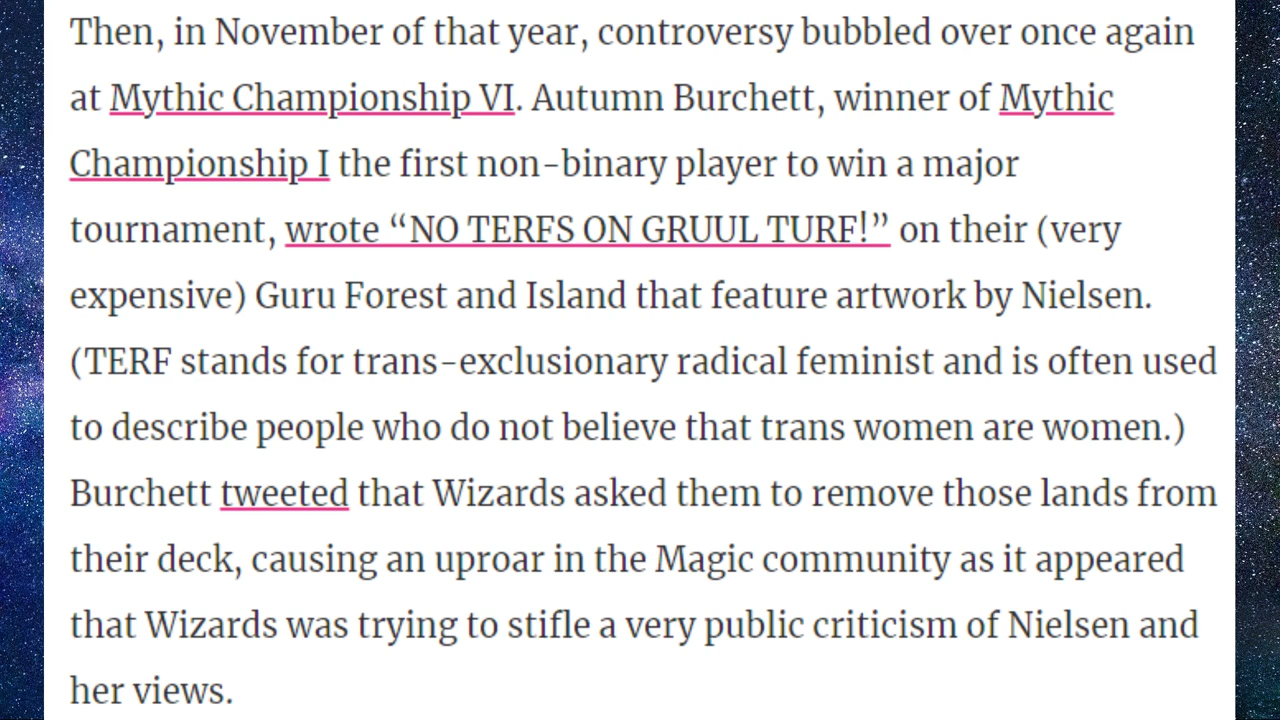 Then, in November of that year, controversy bubbled over once again
at Mythic Championship VI. Autumn Burchett, winner of Mythic
Championship I the first non-binary player to win a major
tournament, wrote “NO TERFS ON GRUUL TURF!” on their (very
expensive) Guru Forest and Island that feature artwork by Nielsen.
(TERF stands for trans-exclusionary radical feminist and is often used
to describe people who do not believe that trans women are women.)
Burchett tweeted that Wizards asked them to remove those lands from
their deck, causing an uproar in the Magic community as it appeared
that Wizards was trying to stifle a very public criticism of Nielsen and
her views.